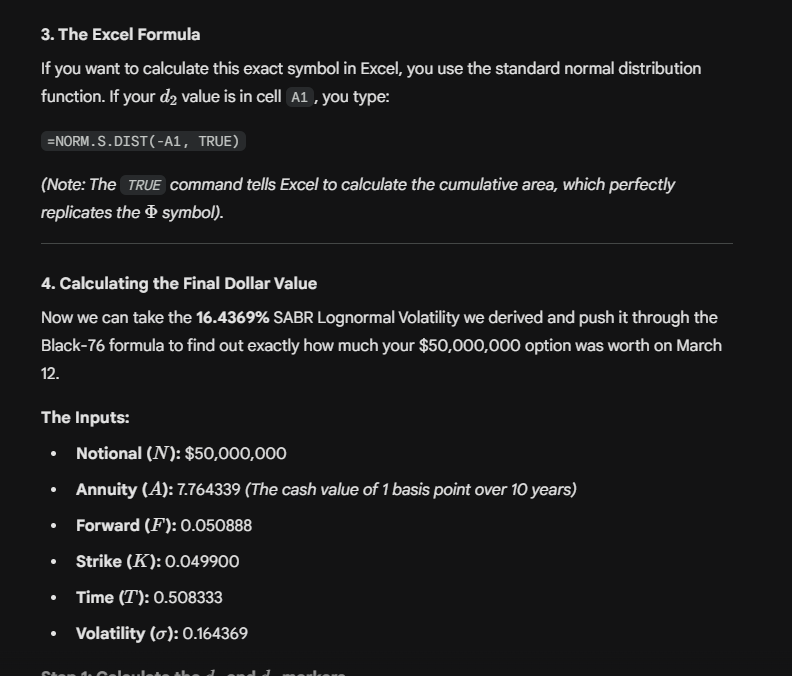 3. The Excel Formula
If you want to calculate this exact symbol in Excel, you use the standard normal distribution
function. If your d₂ value is in cell A1, you type:
=NORM.S.DIST(-A1, TRUE)
(Note: The TRUE command tells Excel to calculate the cumulative area, which perfectly
replicates the Φ symbol).
4. Calculating the Final Dollar Value
Now we can take the 16.4369% SABR Lognormal Volatility we derived and push it through the
Black-76 formula to find out exactly how much your $50,000,000 option was worth on March
12.
The Inputs:
• Notional (N): $50,000,000
• Annuity (A): 7.764339 (The cash value of 1 basis point over 10 years)
• Forward (F): 0.050888
• Strike (K): 0.049900
• Time (T): 0.508333
• Volatility (σ): 0.164369
Step 1: Calculate the d and d markers